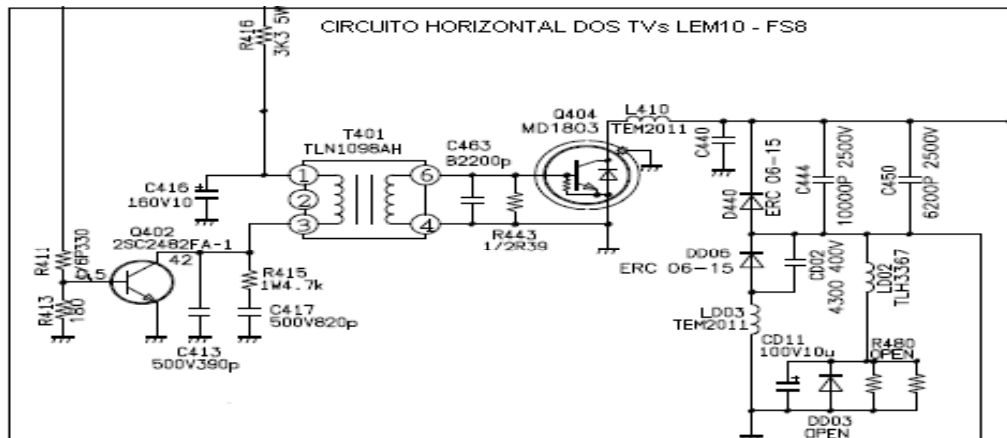 CIRCUITO HORIZONTAL DOS TVs LEM10 - FS8
R416
3K3 5W
Q404
MD1803
L410
TEM2011
C440
T401
TLN1098AH
C463
B2200p
1
2
3
6
4
C416
160V10
D440
ERC 06-15
C444
10000P 2500V
C450
6200P 2500V
Q402
2SC2482FA-1
42
R411
R413
180
R415
1W4.7k
C417
500V820p
C413
500V390p
R443
1/2R39
DD06
ERC 06-15
CD02
4300 400V
LD02
TLH3367
LDD3
TEM2011
CD11
100V10u
R480
OPEN
DD03
OPEN